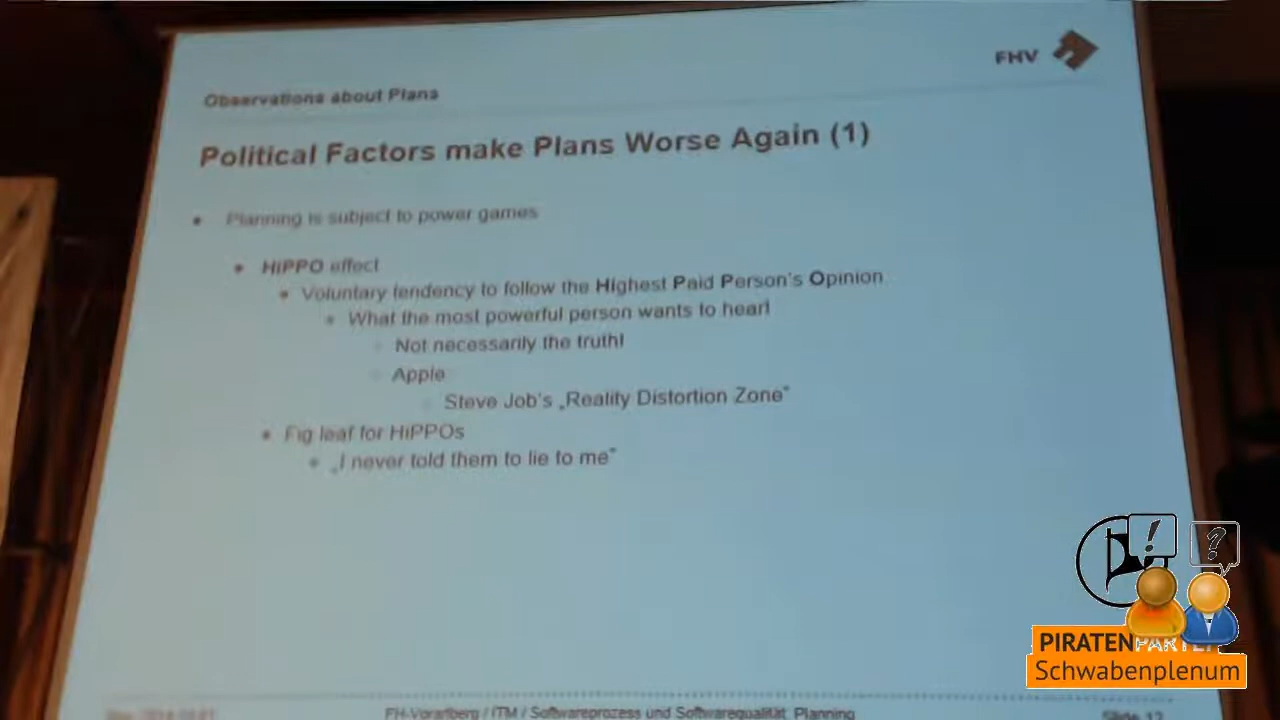 FHV
Observations about Plans
Political Factors make Plans Worse Again (1)
• Planning is subject to power games
• HiPPO effect
• Voluntary tendency to follow the Highest Paid Person's Opinion
• What the most powerful person wants to hear!
Not necessarily the truth!
Apple
Steve Job's „Reality Distortion Zone"
• Fig leaf for HiPPOs
• „I never told them to lie to me"
! ?
PIRATENPARTEI
Schwabenplenum
FH-Vorarlberg / ITM / Softwareprozess und Softwarequalität, Planning
Slide 12